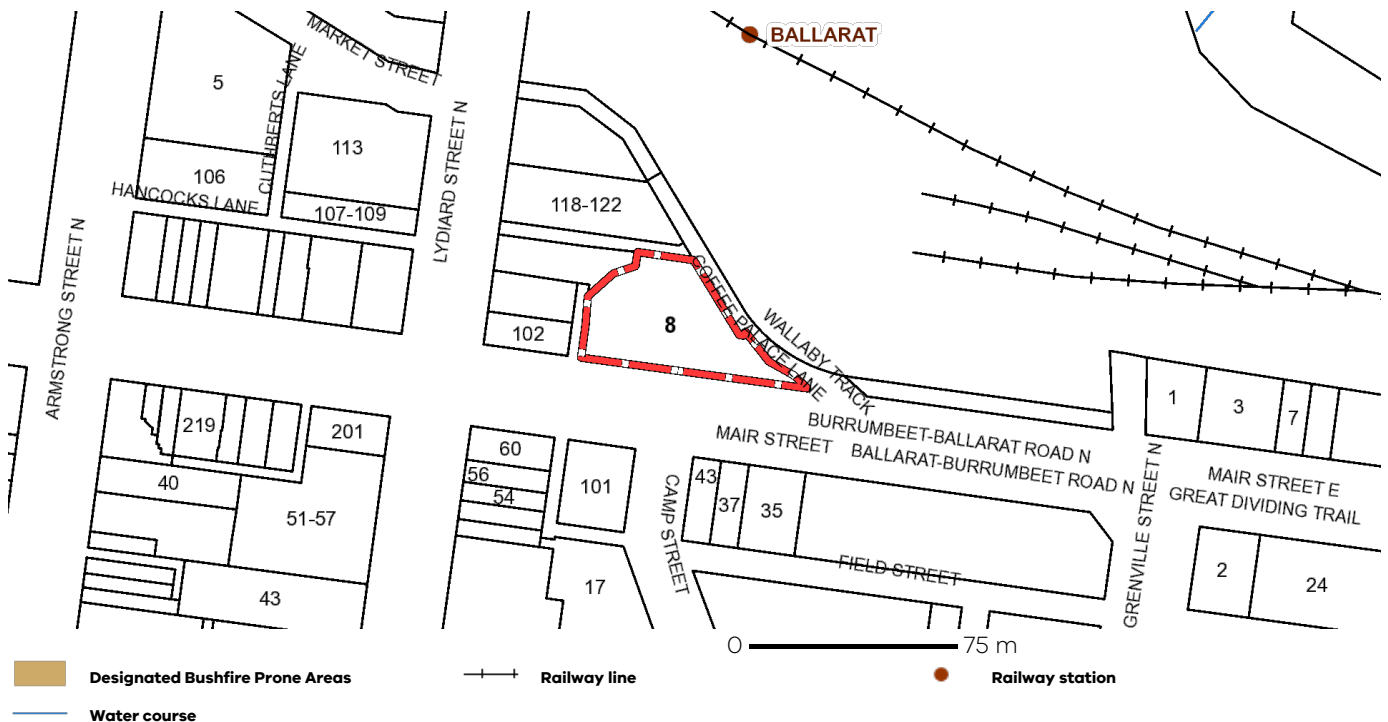 BALLARAT
MARKET STREET
CUTHBERTS LANE
5
LYDIARD STREET N
113
106
HANCOCKS LANE
107-109
118-122
ARMSTRONG STREET N
COFFEE PALACE LANE
WALLABY TRACK
8
102
1
3
7
BURRUMBEET-BALLARAT ROAD N
MAIR STREET
BALLARAT-BURRUMBEET ROAD N
219
201
60
56
54
101
43
37
35
CAMP STREET
GRENVILLE STREET N
MAIR STREET E
GREAT DIVIDING TRAIL
40
51-57
FIELD STREET
17
2
24
43
0 75 m
Designated Bushfire Prone Areas
Railway line
Railway station
Water course